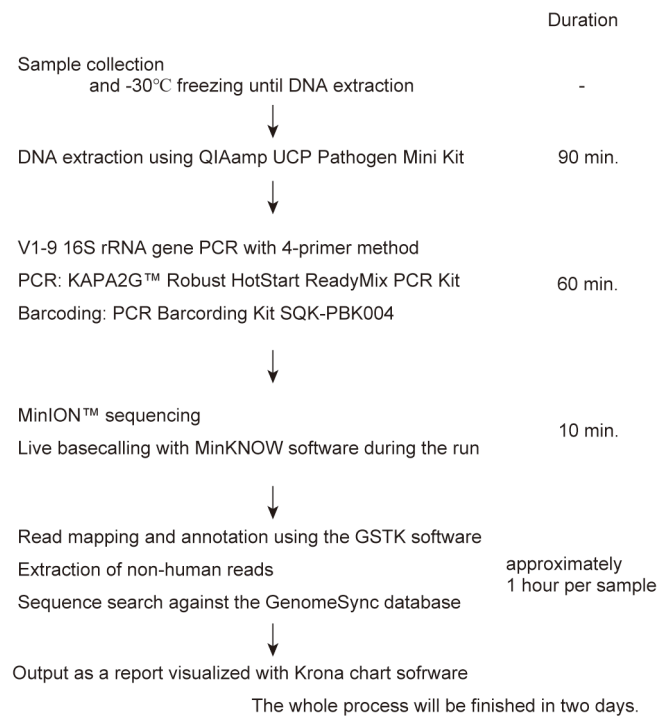 Duration
Sample collection
and -30℃ freezing until DNA extraction
-
DNA extraction using QIAamp UCP Pathogen Mini Kit
90 min.
V1-9 16S rRNA gene PCR with 4-primer method
PCR: KAPA2G™ Robust HotStart ReadyMix PCR Kit
60 min.
Barcoding: PCR Barcording Kit SQK-PBK004
MinION™ sequencing
10 min.
Live basecalling with MinKNOW software during the run
Read mapping and annotation using the GSTK software
Extraction of non-human reads
approximately
1 hour per sample
Sequence search against the GenomeSync database
Output as a report visualized with Krona chart sofrware
The whole process will be finished in two days.